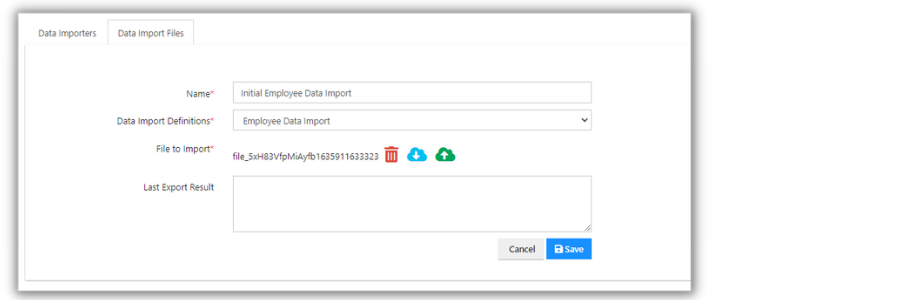 Data Importers Data Import Files
Name* Initial Employee Data Import
Data Import Definitions* Employee Data Import
File to Import* file_5xH83VfpMiAyfb1635911633323
Last Export Result
Cancel Save